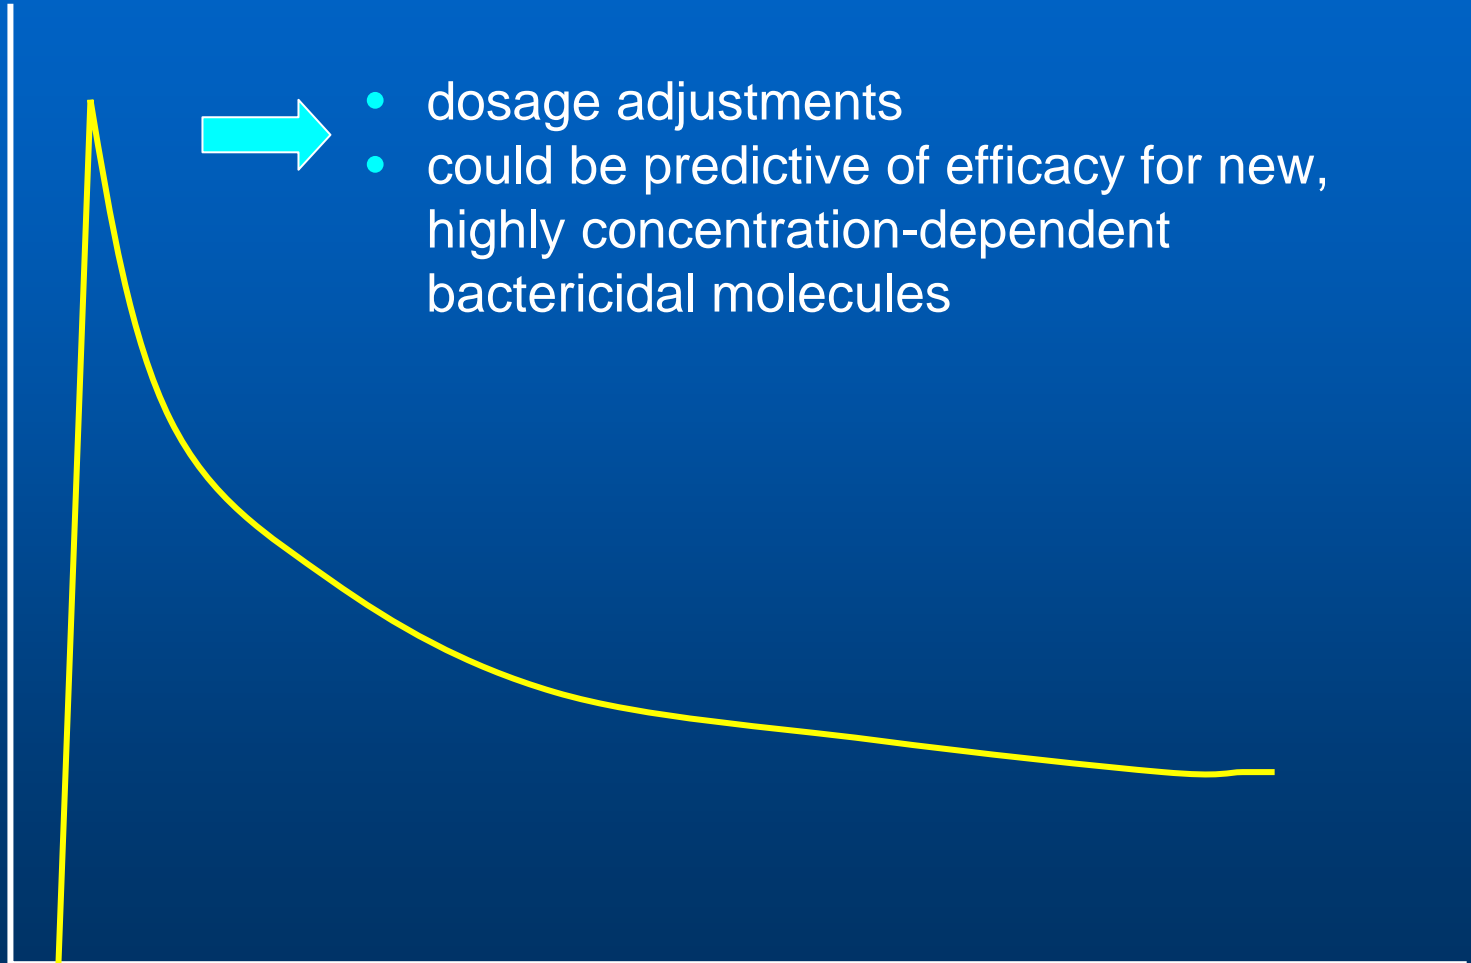 • dosage adjustments
• could be predictive of efficacy for new,
highly concentration-dependent
bactericidal molecules